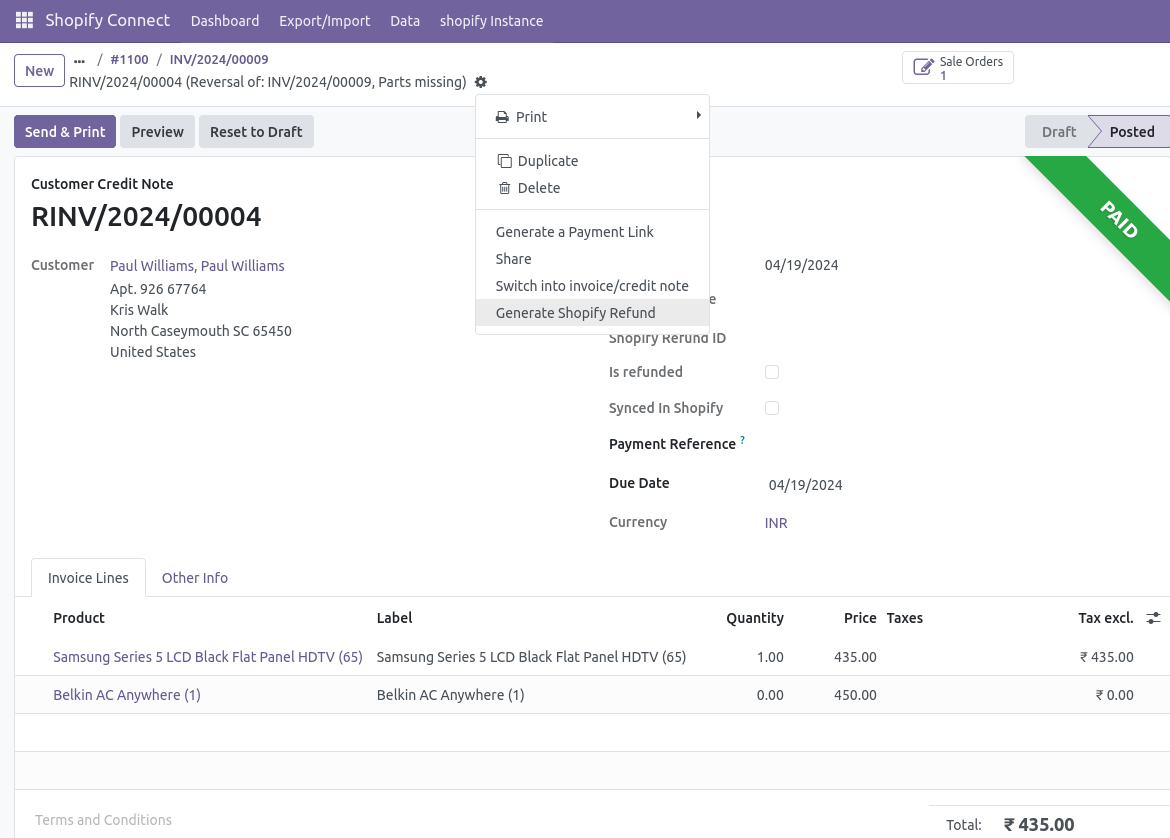 Shopify Connect Dashboard Export/Import Data shopify Instance
New
... / #1100 / INV/2024/00009
RINV/2024/00004 (Reversal of: INV/2024/00009, Parts missing)
Sale Orders
1
Print
Duplicate
Delete
Generate a Payment Link
Share
Switch into invoice/credit note
Generate Shopify Refund
Send & Print Preview Reset to Draft
Draft Posted
PAID
Customer Credit Note
RINV/2024/00004
Customer Paul Williams, Paul Williams
Apt. 926 67764
Kris Walk
North Caseymouth SC 65450
United States
04/19/2024
e
Shopify Refund ID
Is refunded
Synced In Shopify
Payment Reference ?
Due Date 04/19/2024
Currency INR
Invoice Lines Other Info
Product Label Quantity Price Taxes Tax excl.
Samsung Series 5 LCD Black Flat Panel HDTV (65) Samsung Series 5 LCD Black Flat Panel HDTV (65) 1.00 435.00 ₹ 435.00
Belkin AC Anywhere (1) Belkin AC Anywhere (1) 0.00 450.00 ₹ 0.00
Terms and Conditions
Total: ₹ 435.00